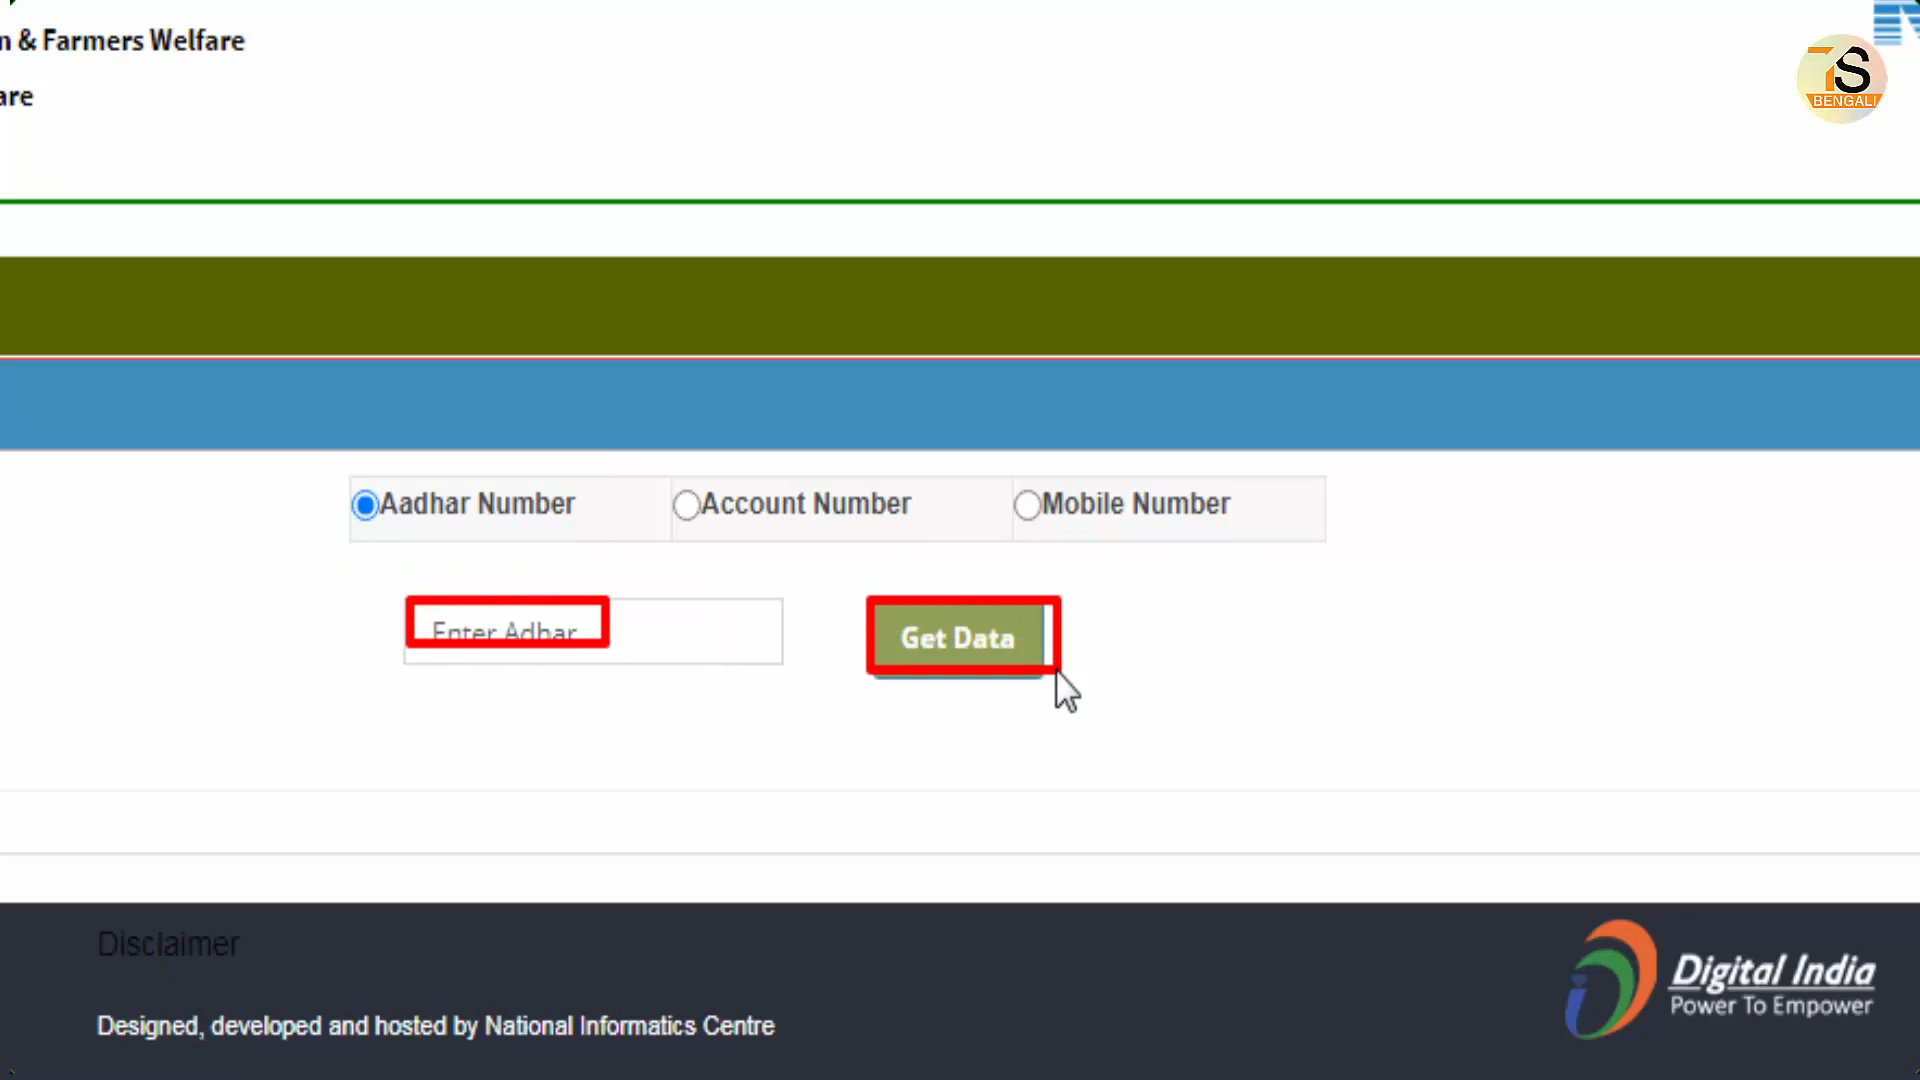 n & Farmers Welfare
are
7S
BENGALI
Aadhar Number
Account Number
Mobile Number
Enter Adhar
Get Data
Disclaimer
Designed, developed and hosted by National Informatics Centre
Digital India
Power To Empower